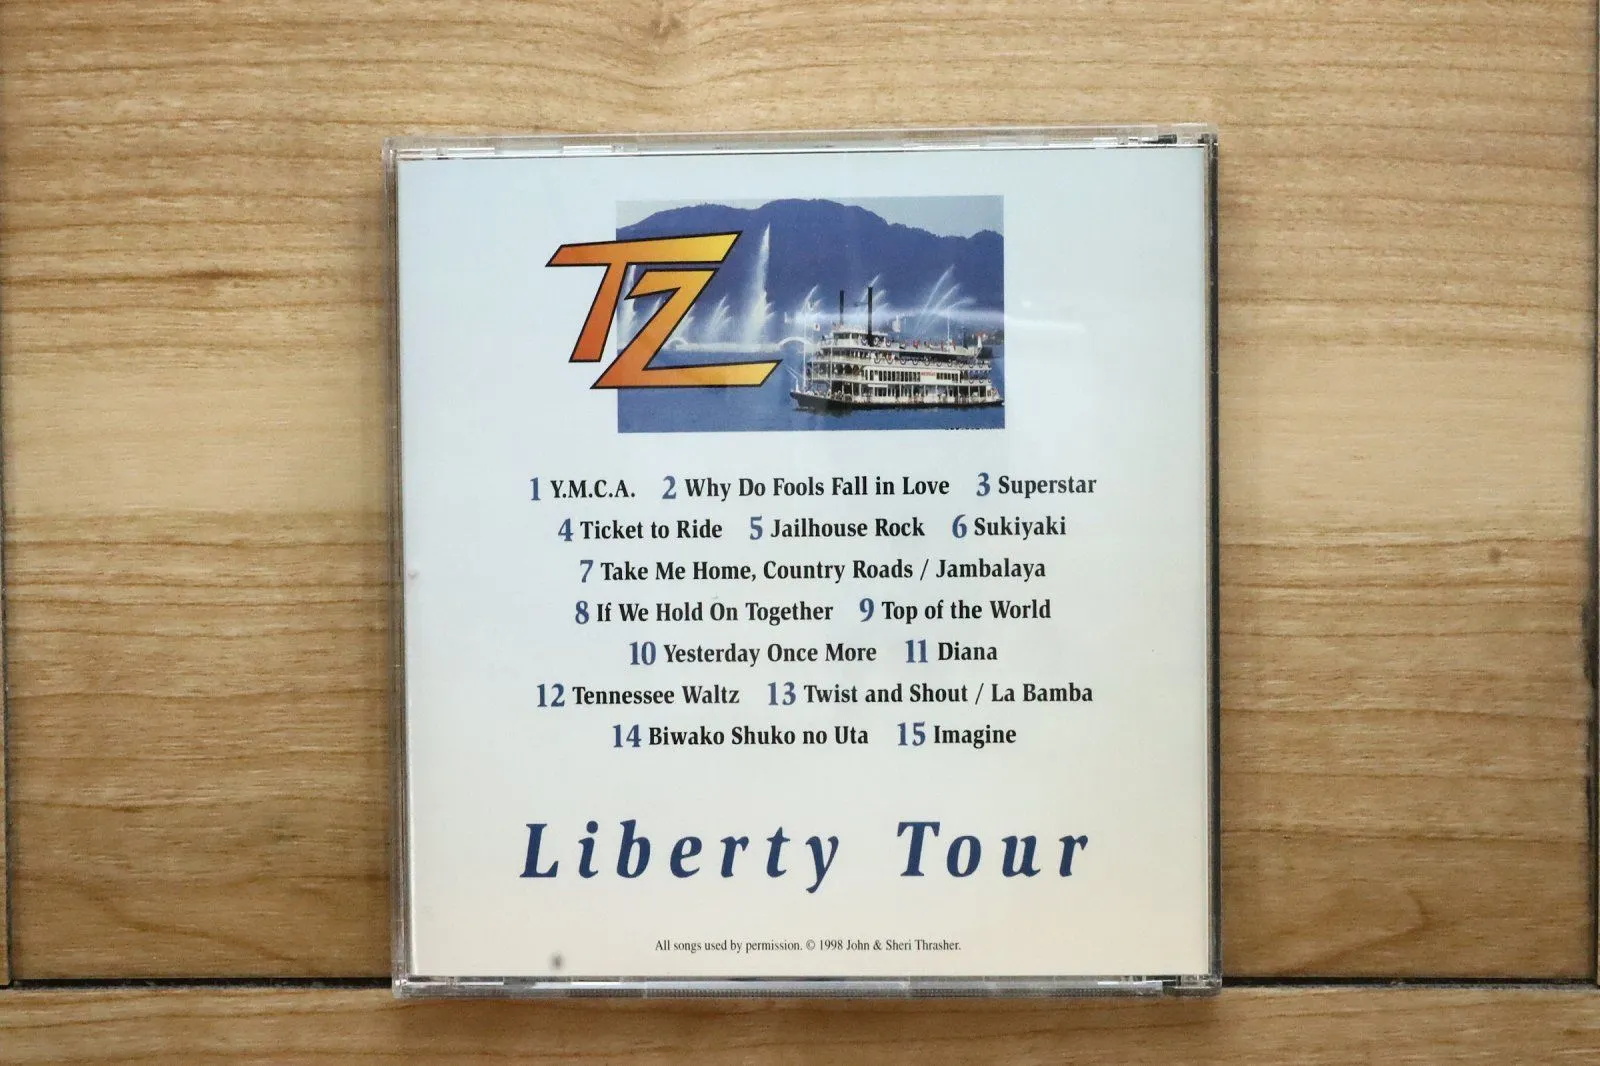 TZ
1 Y.M.C.A. 2 Why Do Fools Fall in Love 3 Superstar
4 Ticket to Ride 5 Jailhouse Rock 6 Sukiyaki
7 Take Me Home, Country Roads / Jambalaya
8 If We Hold On Together 9 Top of the World
10 Yesterday Once More 11 Diana
12 Tennessee Waltz 13 Twist and Shout / La Bamba
14 Biwako Shuko no Uta 15 Imagine
Liberty Tour
All songs used by permission. © 1998 John & Sheri Thrasher.